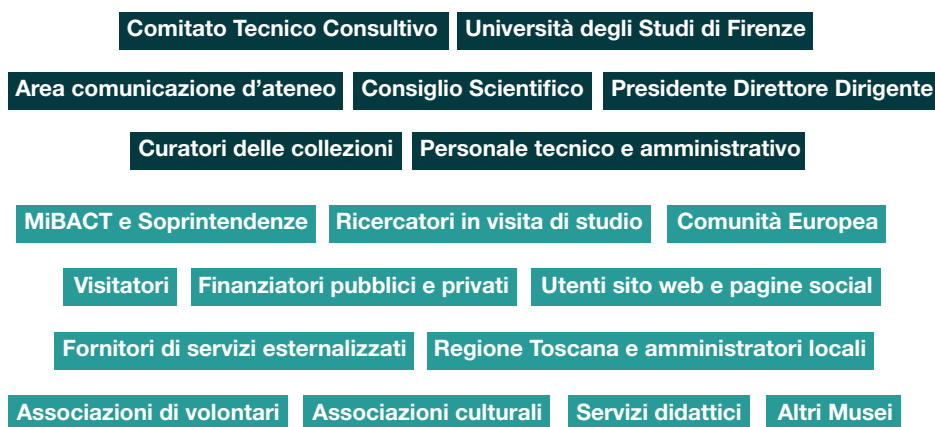 Comitato Tecnico Consultivo Università degli Studi di Firenze
Area comunicazione d'ateneo Consiglio Scientifico Presidente Direttore Dirigente
Curatori delle collezioni Personale tecnico e amministrativo
MiBACT e Soprintendenze Ricercatori in visita di studio Comunità Europea
Visitatori Finanziatori pubblici e privati Utenti sito web e pagine social
Fornitori di servizi esternalizzati Regione Toscana e amministratori locali
Associazioni di volontari Associazioni culturali Servizi didattici Altri Musei